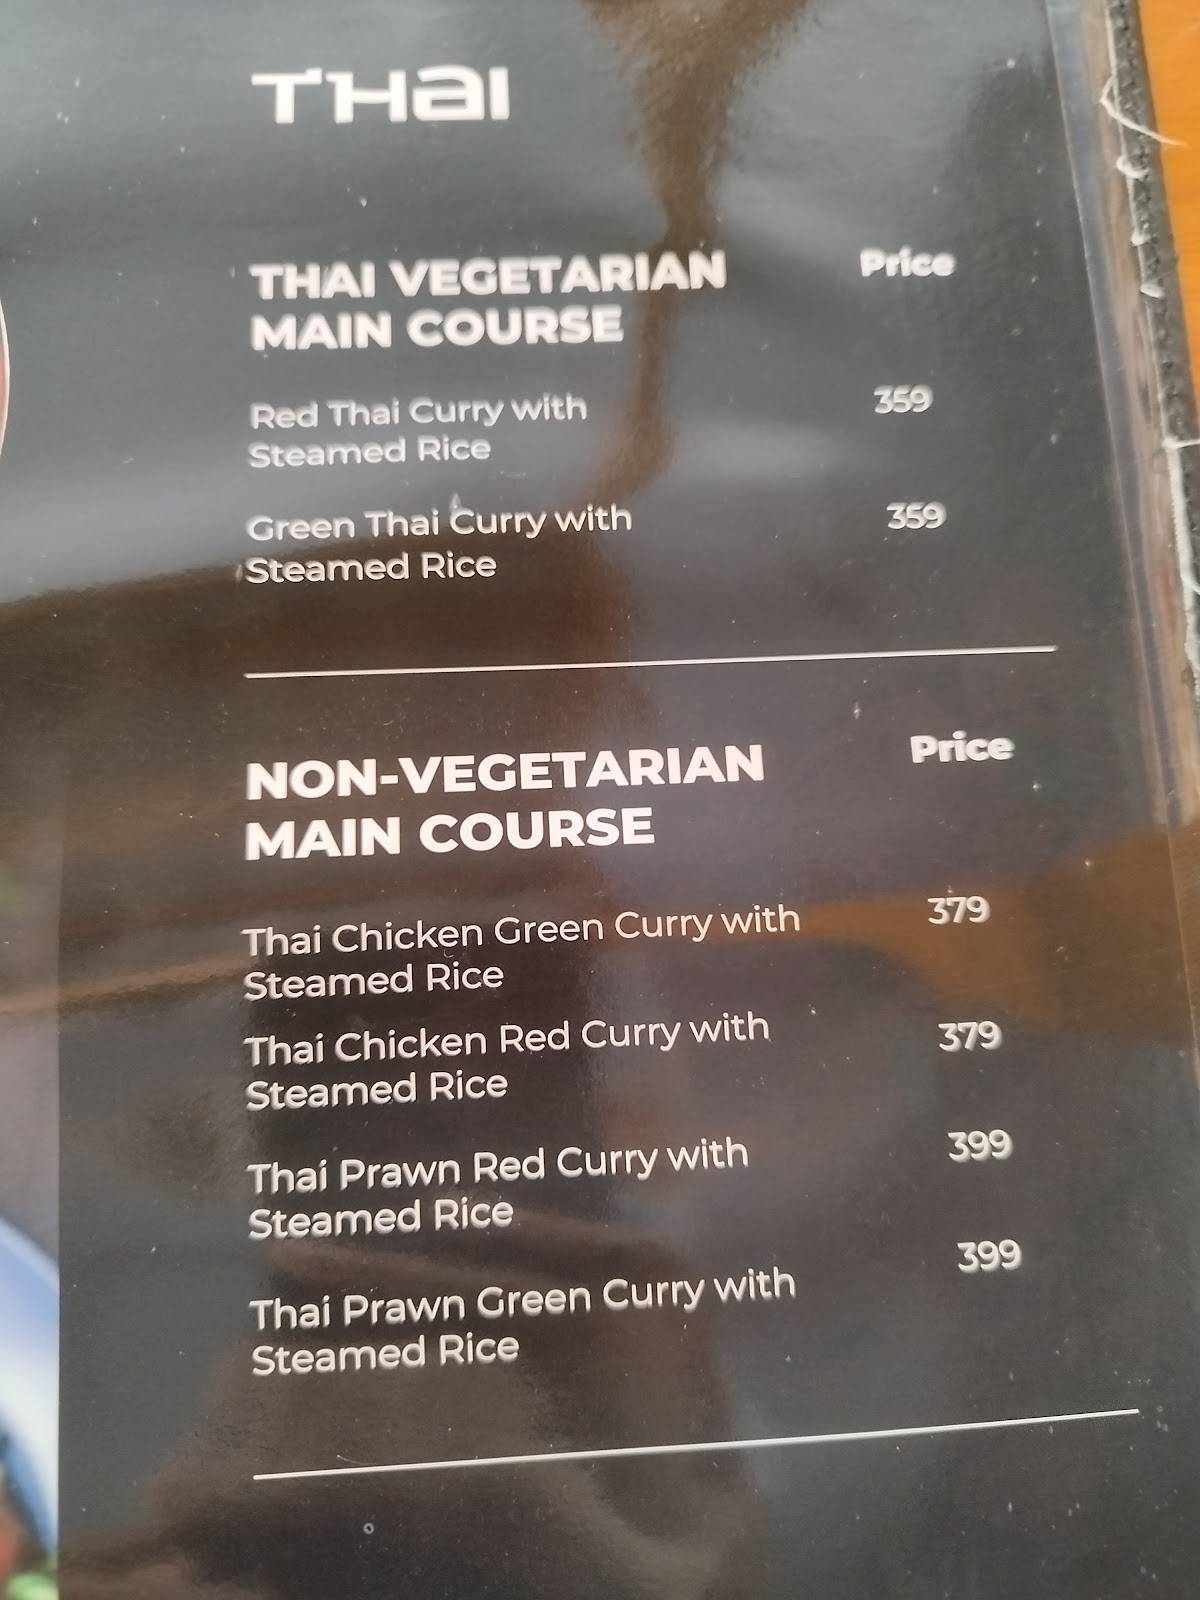 THAI
THAI VEGETARIAN Price
MAIN COURSE
Red Thai Curry with 359
Steamed Rice
Green Thai Curry with 359
Steamed Rice
NON-VEGETARIAN Price
MAIN COURSE
Thai Chicken Green Curry with 379
Steamed Rice
Thai Chicken Red Curry with 379
Steamed Rice
Thai Prawn Red Curry with 399
Steamed Rice
Thai Prawn Green Curry with 399
Steamed Rice